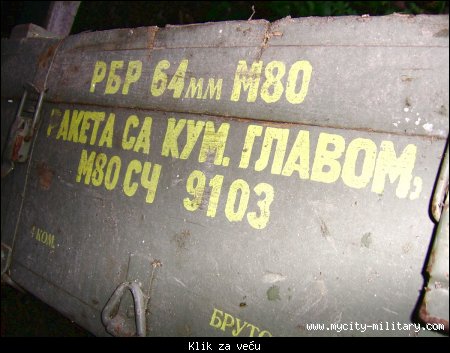 РБР 64мм М80
РАКЕТА СА КУМ. ГЛАВОМ,
М80 СЧ 9103
4 КОМ.
БРУТО
www.mycity-military.com
Klik za veću